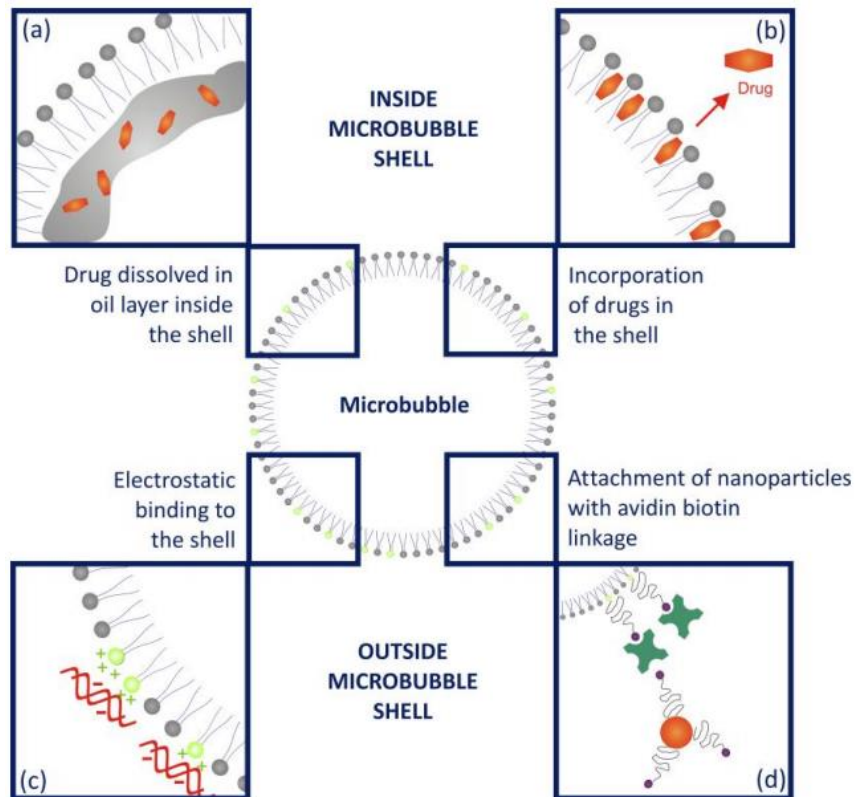 (a)
INSIDE
MICROBUBBLE
SHELL
(b)
Drug
Drug dissolved in
oil layer inside
the shell
Incorporation
of drugs in
the shell
Microbubble
Electrostatic
binding to
the shell
Attachment of nanoparticles
with avidin biotin
linkage
OUTSIDE
MICROBUBBLE
SHELL
+
+
+
+
+
-
-
+
+
-
-
(c)
(d)